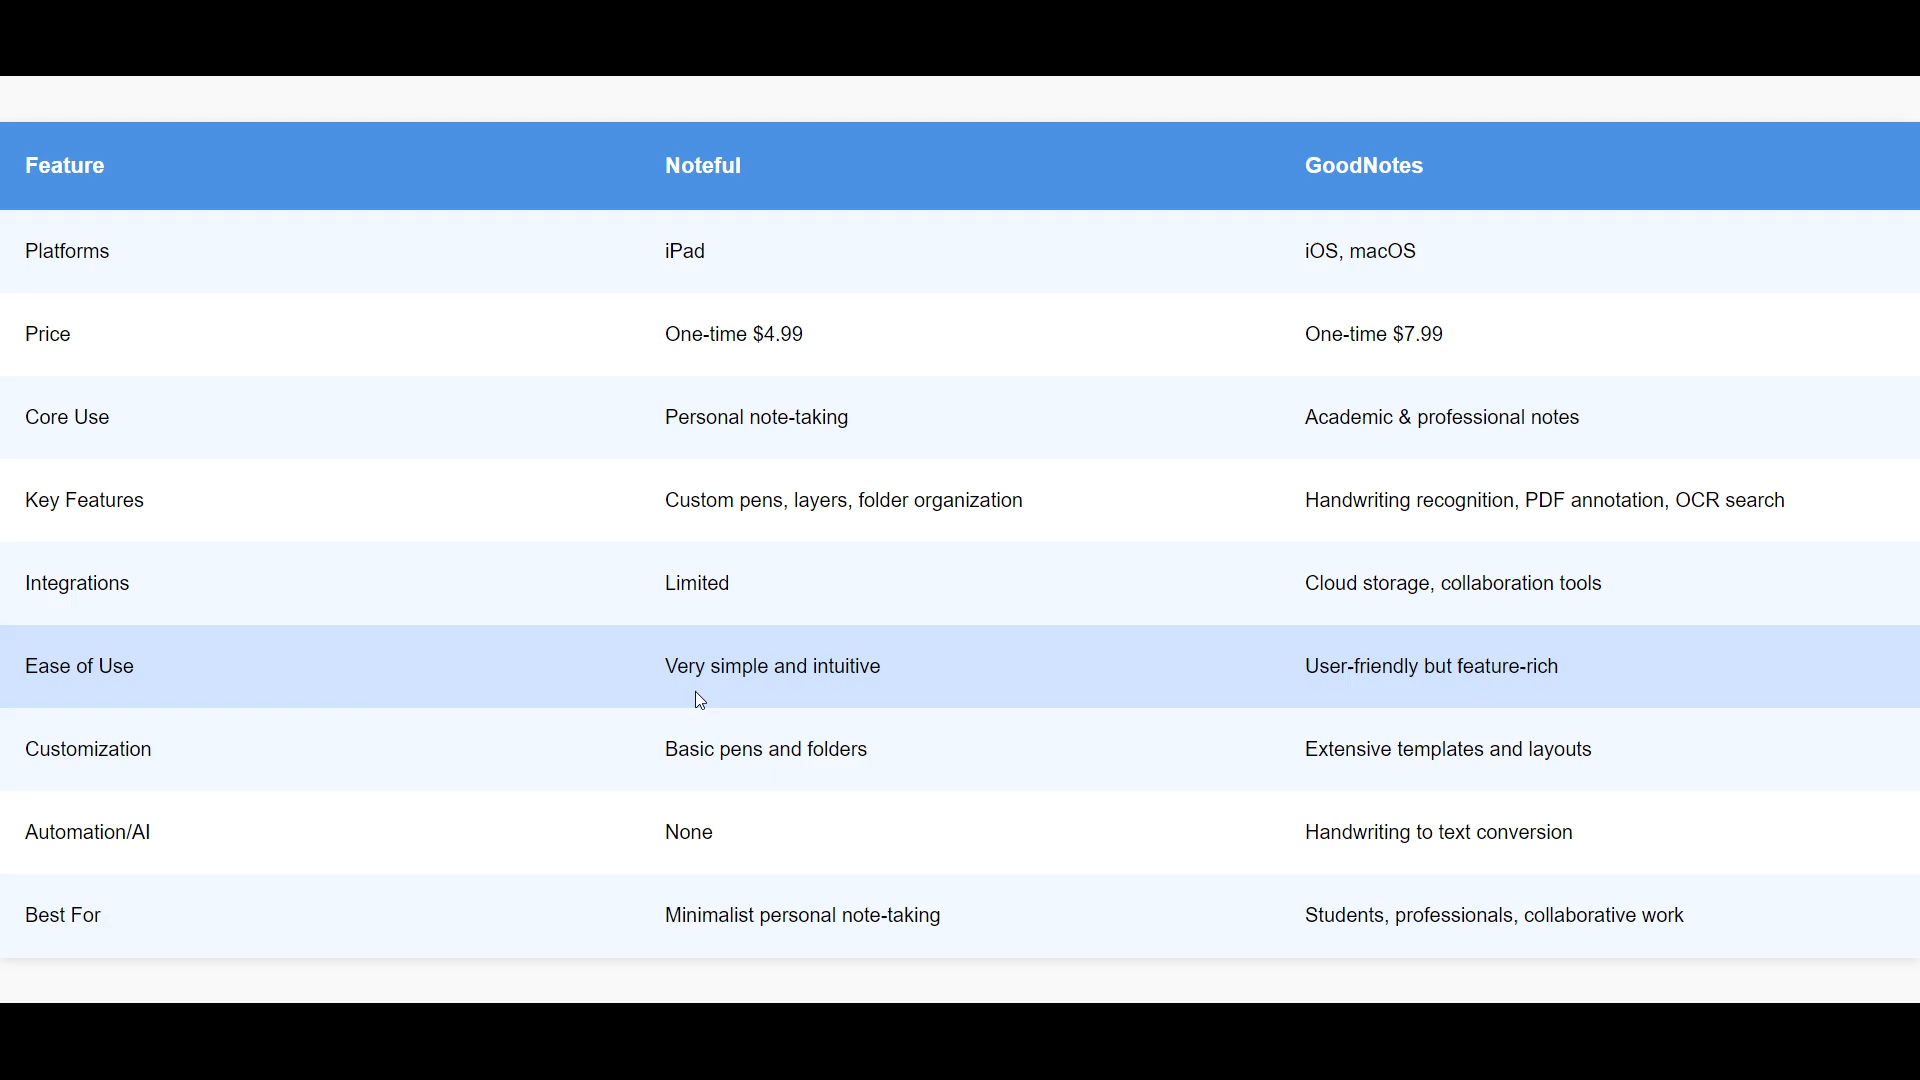 Feature Noteful GoodNotes
Platforms iPad iOS, macOS
Price One-time $4.99 One-time $7.99
Core Use Personal note-taking Academic & professional notes
Key Features Custom pens, layers, folder organization Handwriting recognition, PDF annotation, OCR search
Integrations Limited Cloud storage, collaboration tools
Ease of Use Very simple and intuitive User-friendly but feature-rich
Customization Basic pens and folders Extensive templates and layouts
Automation/AI None Handwriting to text conversion
Best For Minimalist personal note-taking Students, professionals, collaborative work